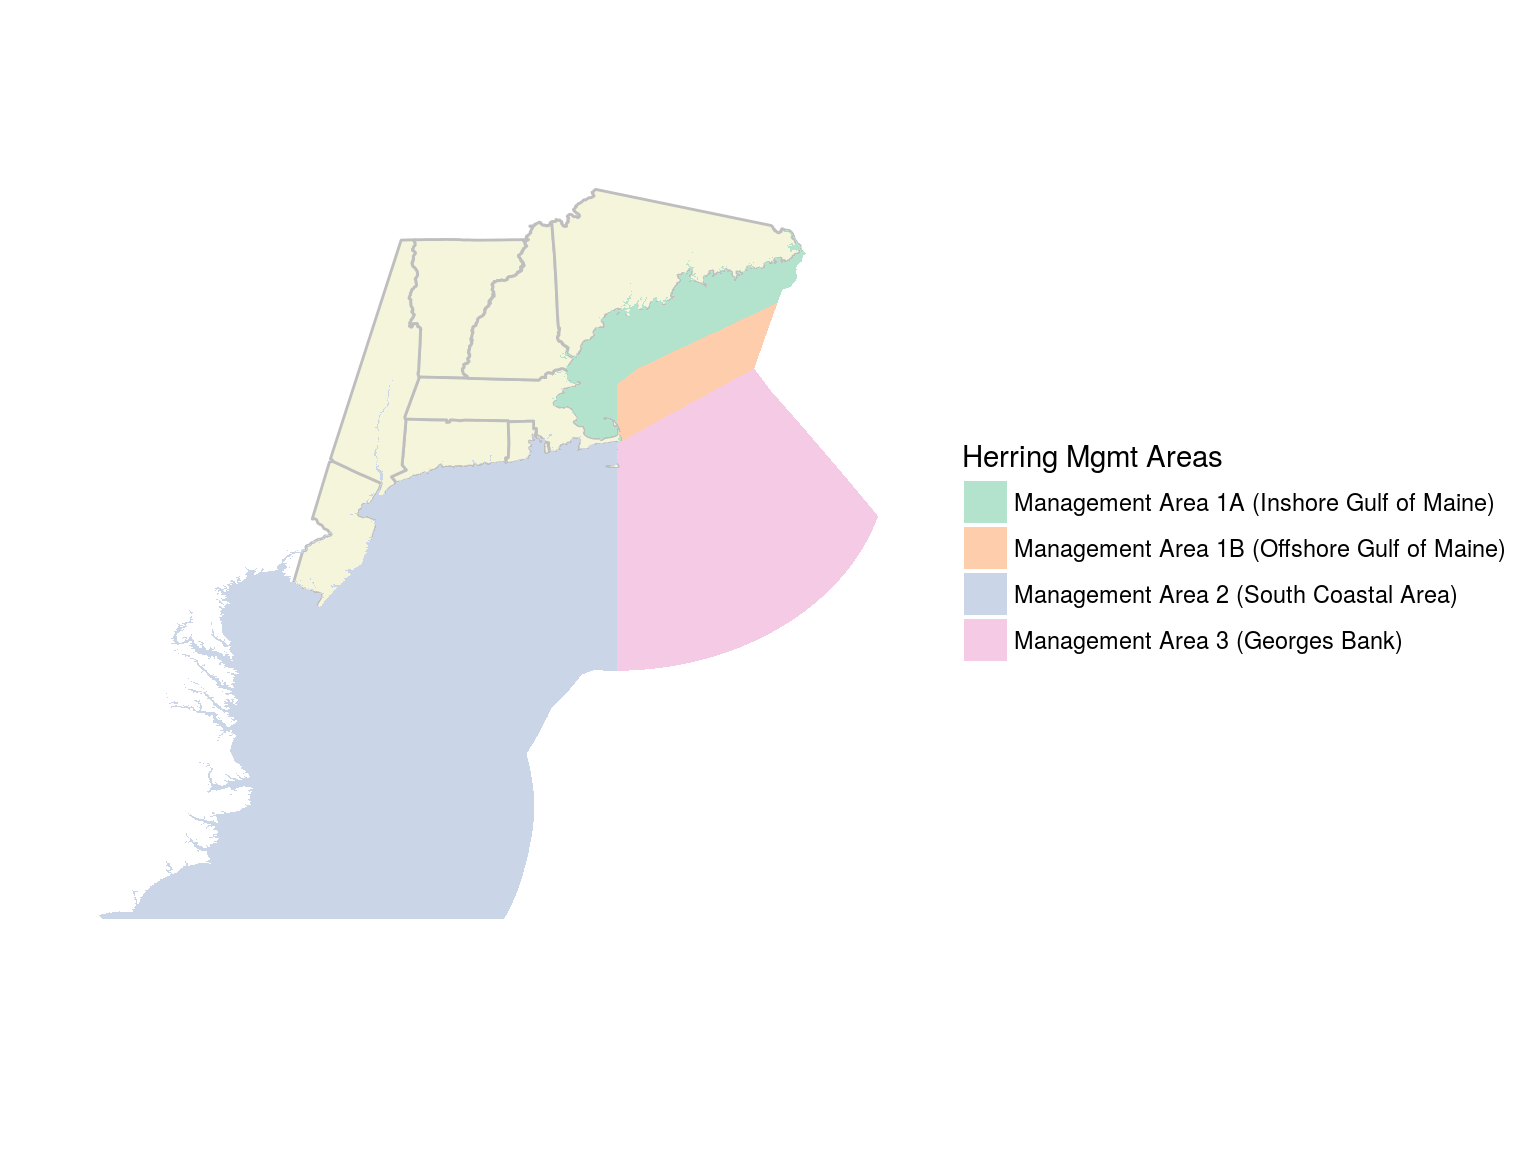 Herring Mgmt Areas
Management Area 1A (Inshore Gulf of Maine)
Management Area 1B (Offshore Gulf of Maine)
Management Area 2 (South Coastal Area)
Management Area 3 (Georges Bank)